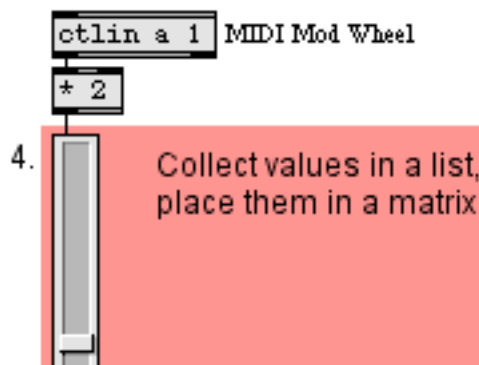 ctlin a 1 MIDI Mod Wheel
* 2
4. Collect values in a list,
place them in a matrix